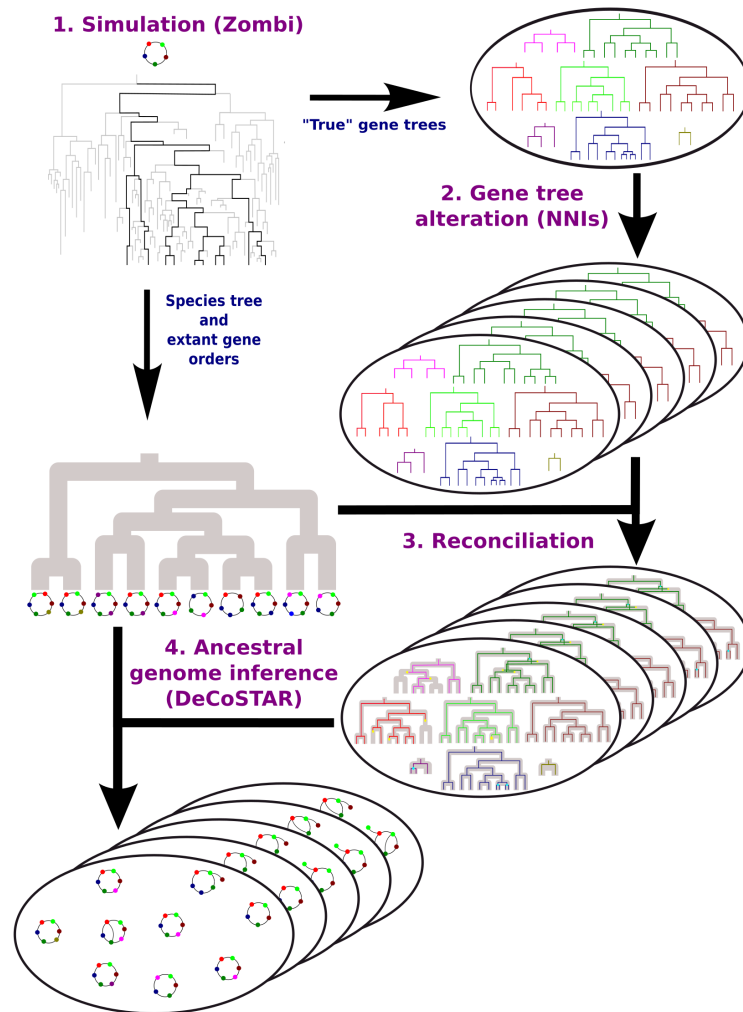 1. Simulation (Zombi)
"True" gene trees
2. Gene tree
alteration (NNIs)
Species tree
and
extant gene
orders
3. Reconciliation
4. Ancestral
genome inference
(DeCoSTAR)